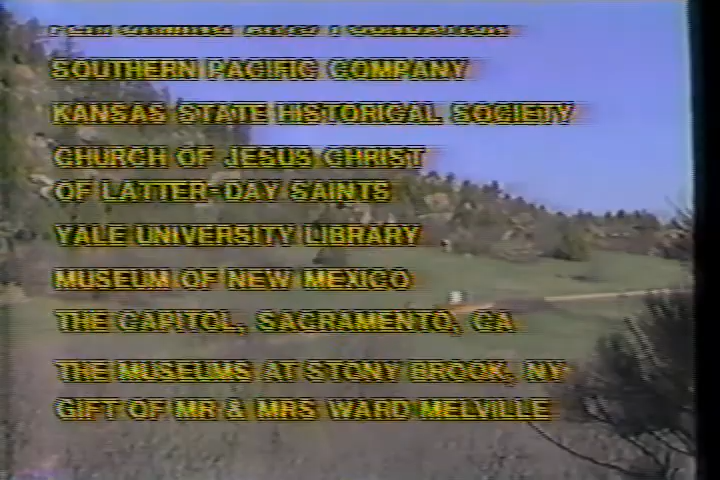 SOUTHERN PACIFIC COMPANY
KANSAS STATE HISTORICAL SOCIETY
CHURCH OF JESUS CHRIST
OF LATTER-DAY SAINTS
YALE UNIVERSITY LIBRARY
MUSEUM OF NEW MEXICO
THE CAPITOL, SACRAMENTO, CA
THE MUSEUMS AT STONY BROOK, NY
GIFT OF MR & MRS WARD MELVILLE